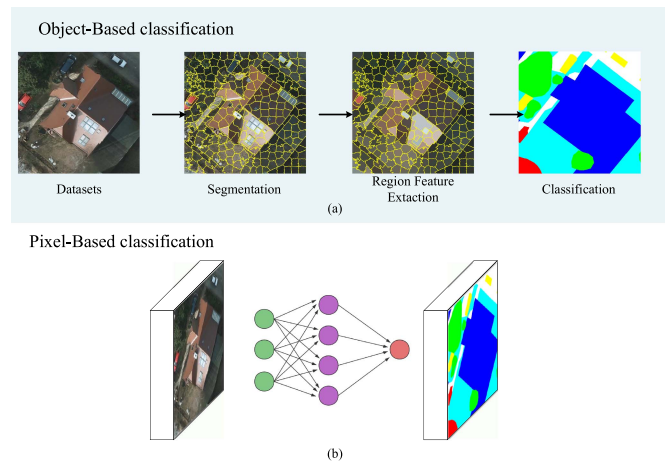 Object-Based classification
Datasets
Segmentation
Region Feature
Extaction
Classification
(a)
Pixel-Based classification
(b)